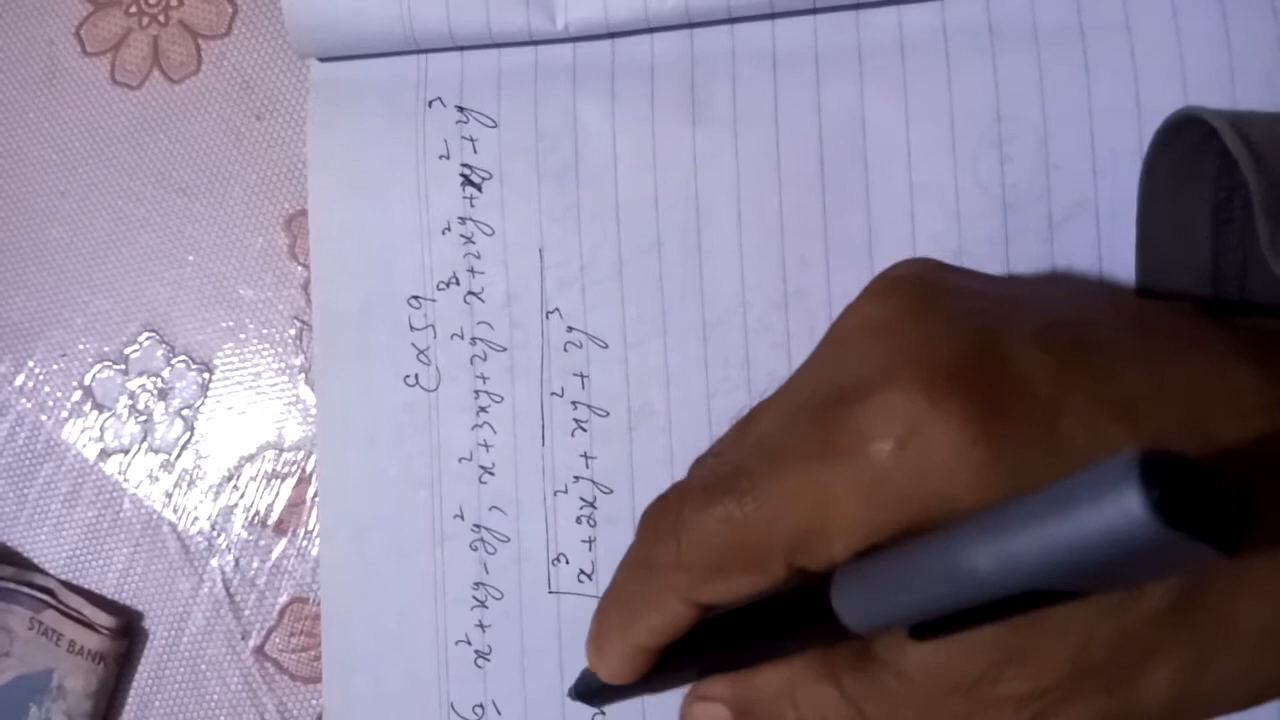 Ex 5.9
x² + xy - 2y², x² + 3xy + 2y², x³ + 2x²y + xy² + y³
x³ + 2x²y + xy² + 2y³
STATE BANK